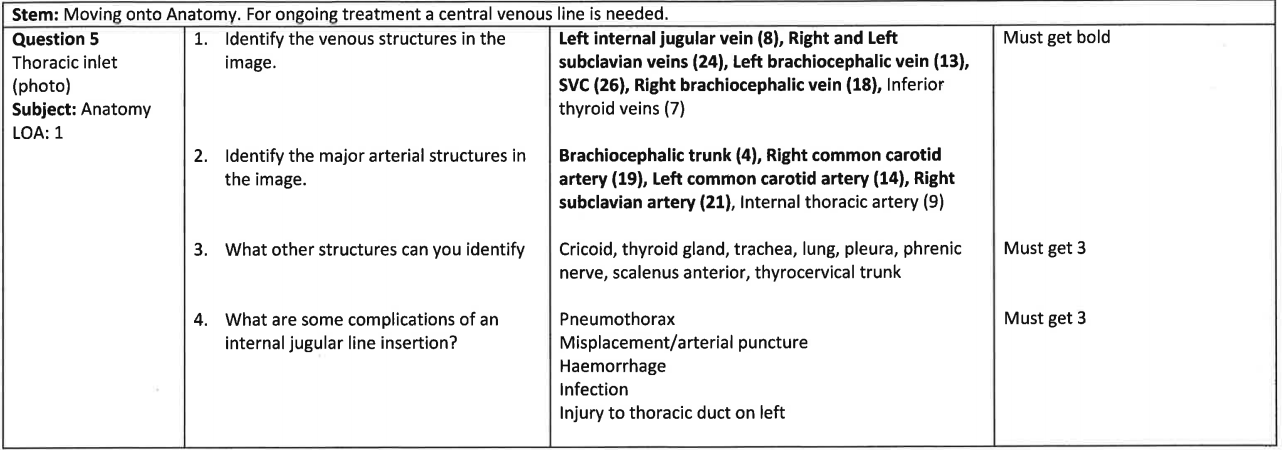 Stem: Moving onto Anatomy. For ongoing treatment a central venous line is needed.
Question 5
Thoracic inlet
(photo)
Subject: Anatomy
LOA: 1
1. Identify the venous structures in the
image.
Left internal jugular vein (8), Right and Left
subclavian veins (24), Left brachiocephalic vein (13),
SVC (26), Right brachiocephalic vein (18), Inferior
thyroid veins (7)
Must get bold
2. Identify the major arterial structures in
the image.
Brachiocephalic trunk (4), Right common carotid
artery (19), Left common carotid artery (14), Right
subclavian artery (21), Internal thoracic artery (9)
3. What other structures can you identify
Cricoid, thyroid gland, trachea, lung, pleura, phrenic
nerve, scalenus anterior, thyrocervical trunk
Must get 3
4. What are some complications of an
internal jugular line insertion?
Pneumothorax
Misplacement/arterial puncture
Haemorrhage
Infection
Injury to thoracic duct on left
Must get 3